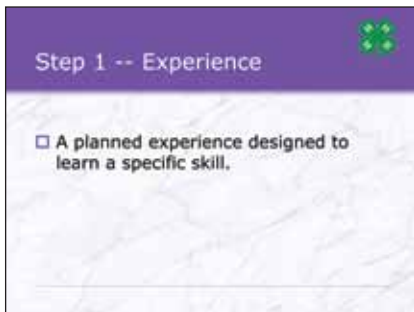 Step 1 -- Experience
A planned experience designed to
learn a specific skill.